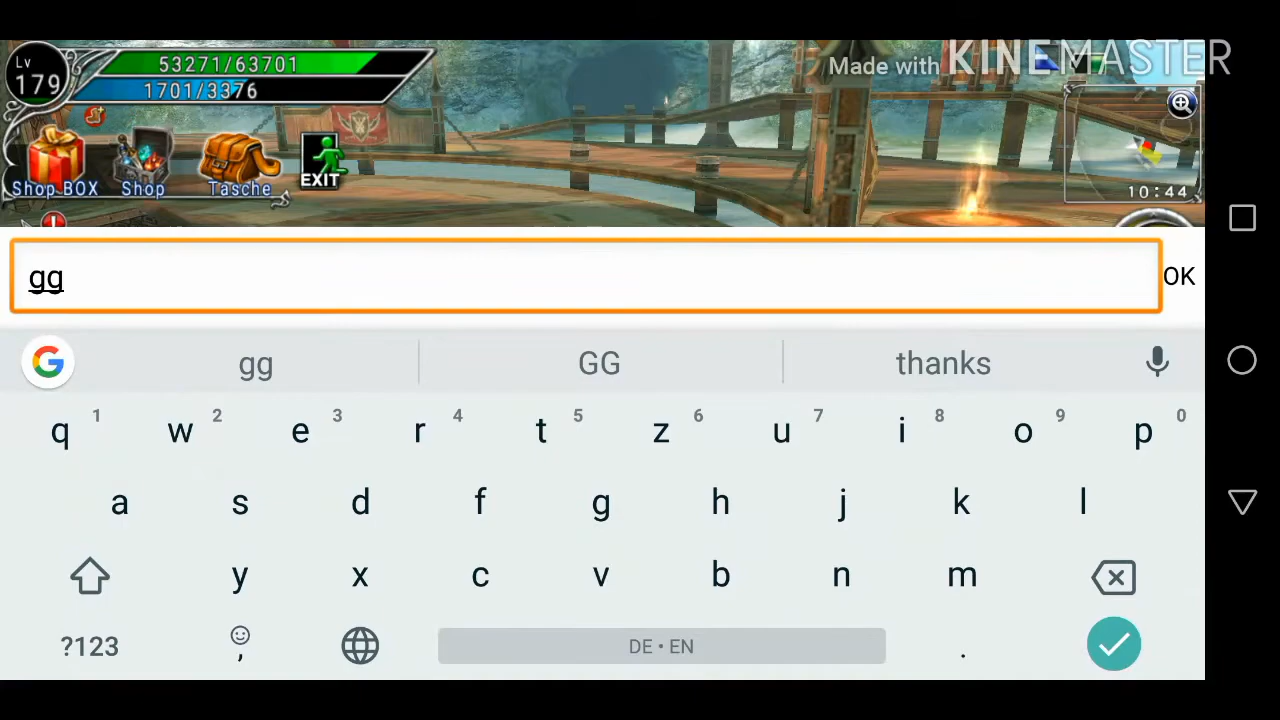 Lv
179
53271/63701
1701/3376
Made with KINEMASTER
Shop BOX
Shop
Tasche
EXIT
10:44
gg
OK
G
gg
GG
thanks
q 1 w 2 e 3 r 4 t 5 z 6 u 7 i 8 o 9 p 0
a s d f g h j k l
y x c v b n m
?123 , DE • EN .